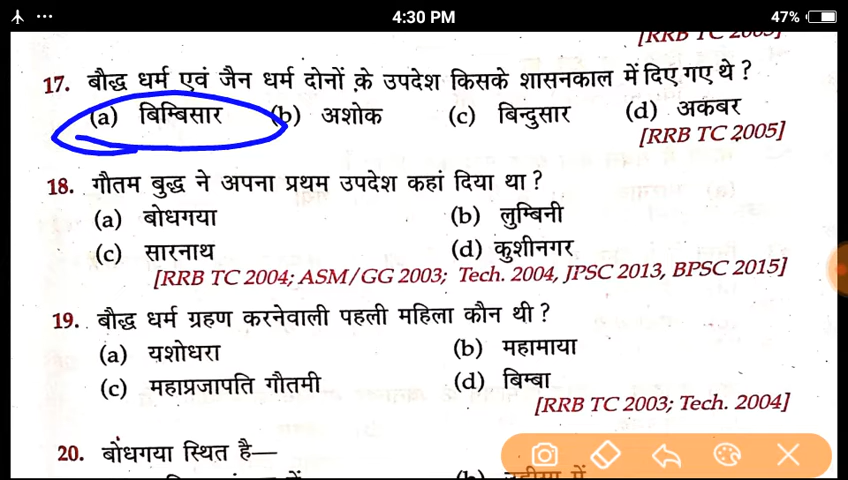 4:30 PM
47%
[RRB TC 2005]
17. बौद्ध धर्म एवं जैन धर्म दोनों के उपदेश किसके शासनकाल में दिए गए थे ?
(a) बिम्बिसार (b) अशोक (c) बिन्दुसार (d) अकबर
[RRB TC 2005]
18. गौतम बुद्ध ने अपना प्रथम उपदेश कहां दिया था ?
(a) बोधगया (b) लुम्बिनी
(c) सारनाथ (d) कुशीनगर
[RRB TC 2004; ASM/GG 2003; Tech. 2004, JPSC 2013, BPSC 2015]
19. बौद्ध धर्म ग्रहण करनेवाली पहली महिला कौन थी ?
(a) यशोधरा (b) महामाया
(c) महाप्रजापति गौतमी (d) बिम्बा
[RRB TC 2003; Tech. 2004]
20. बोधगया स्थित है—